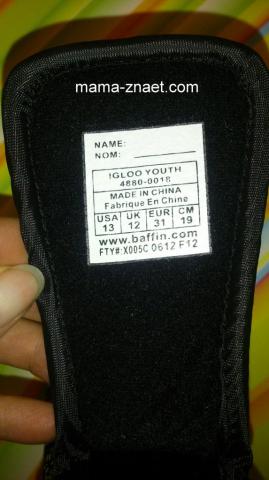 mama-znaet.com
NAME:
NOM:
IGLOO YOUTH
4880-0018
MADE IN CHINA
Fabrique En Chine
USA UK EUR CM
13 12 31 19
www.baffin.com
FTY#:X005C 0612 F12